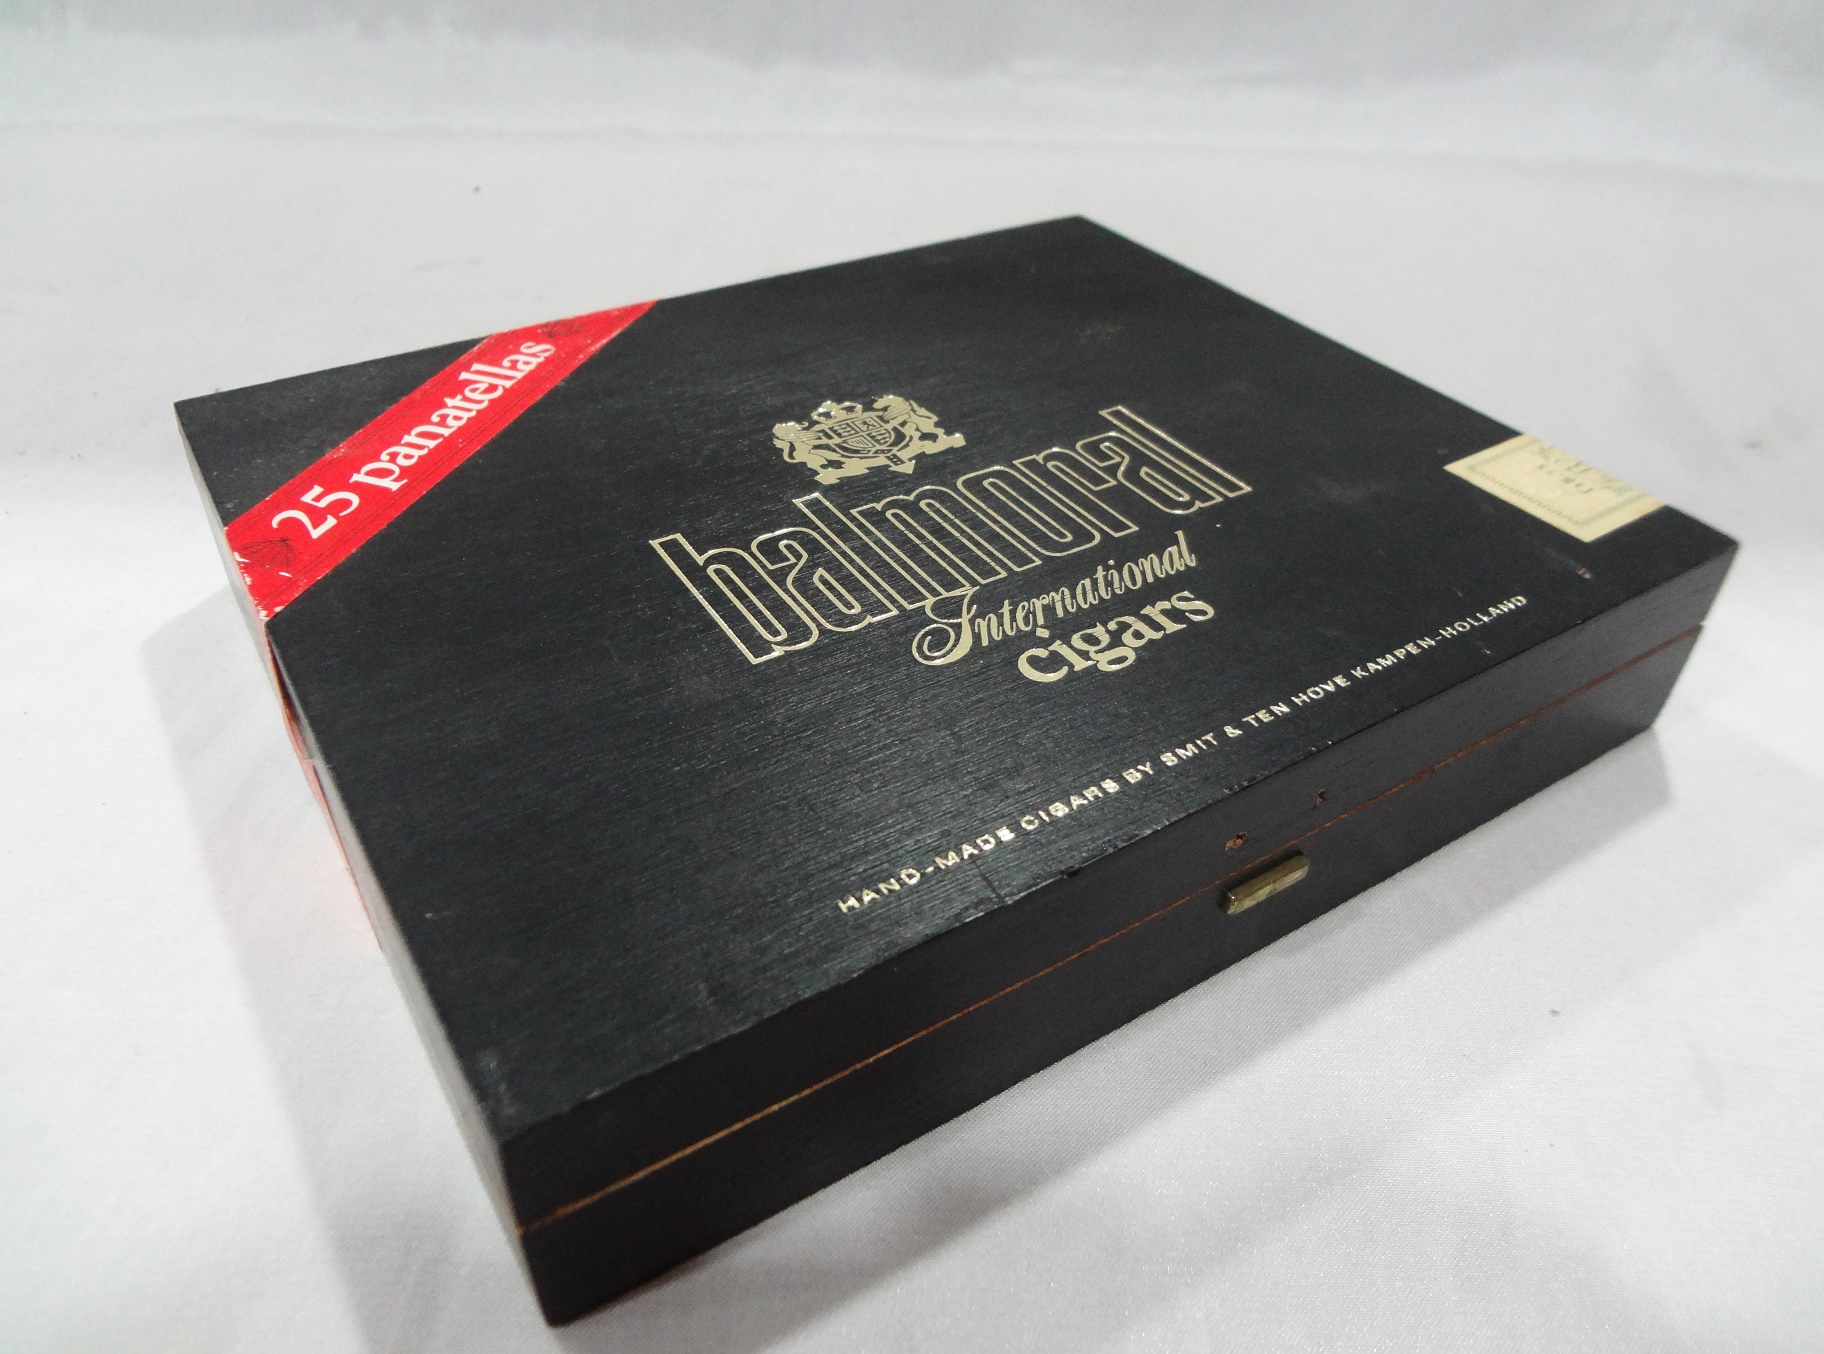 25 panatellas
balmoral
International
cigars
HAND-MADE CIGARS BY SMIT & TEN HOVE KAMPEN-HOLLAND